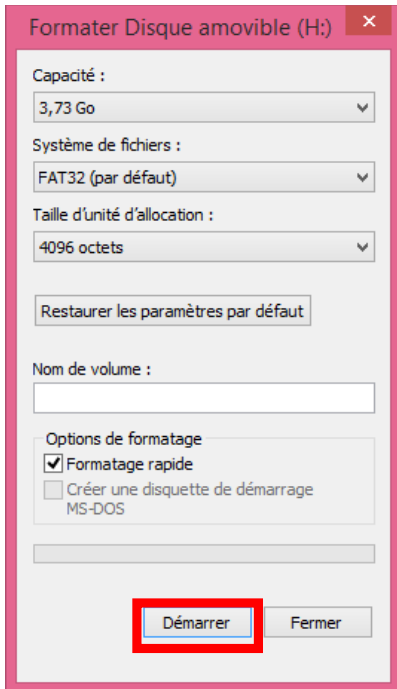 Formater Disque amovible (H:)
Capacité :
3,73 Go
Système de fichiers :
FAT32 (par défaut)
Taille d'unité d'allocation :
4096 octets
Restaurer les paramètres par défaut
Nom de volume :
Options de formatage
Formatage rapide
Créer une disquette de démarrage
MS-DOS
Démarrer Fermer